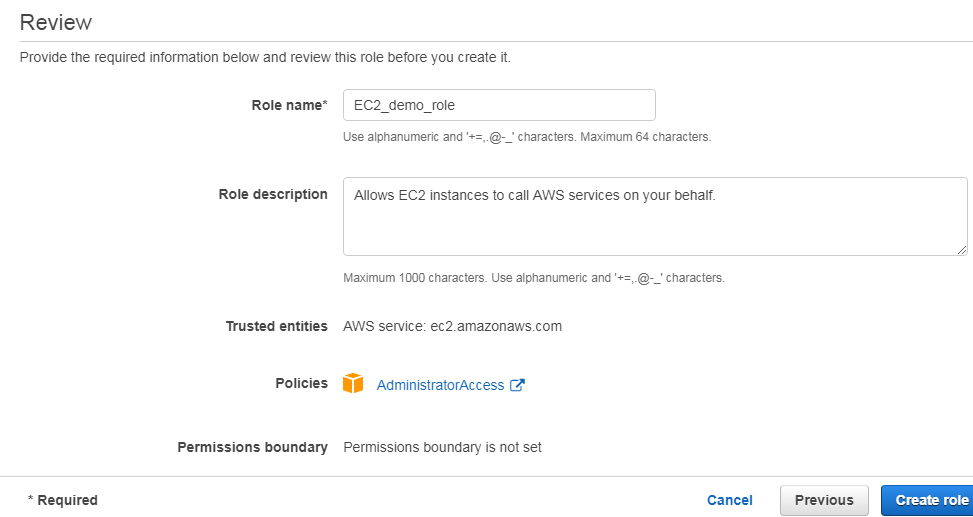 Review
Provide the required information below and review this role before you create it.
Role name* EC2_demo_role
Use alphanumeric and '+=,.@-_' characters. Maximum 64 characters.
Role description Allows EC2 instances to call AWS services on your behalf.
Maximum 1000 characters. Use alphanumeric and '+=,.@-_' characters.
Trusted entities AWS service: ec2.amazonaws.com
Policies AdministratorAccess
Permissions boundary Permissions boundary is not set
* Required Cancel Previous Create role